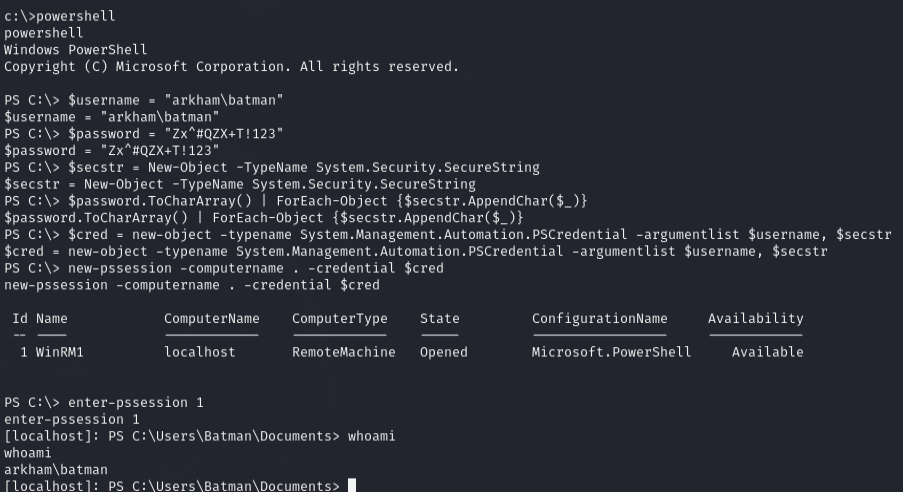 c:\>powershell
powershell
Windows PowerShell
Copyright (C) Microsoft Corporation. All rights reserved.
PS C:\> $username = "arkham\batman"
$username = "arkham\batman"
PS C:\> $password = "Zx^#QZX+T!123"
$password = "Zx^#QZX+T!123"
PS C:\> $secstr = New-Object -TypeName System.Security.SecureString
$secstr = New-Object -TypeName System.Security.SecureString
PS C:\> $password.ToCharArray() | ForEach-Object {$secstr.AppendChar($_)}
$password.ToCharArray() | ForEach-Object {$secstr.AppendChar($_)}
PS C:\> $cred = new-object -typename System.Management.Automation.PSCredential -argumentlist $username, $secstr
$cred = new-object -typename System.Management.Automation.PSCredential -argumentlist $username, $secstr
PS C:\> new-pssession -computername . -credential $cred
new-pssession -computername . -credential $cred
Id Name ComputerName ComputerType State ConfigurationName Availability
-- ---- ------------ ------------ ----- ----------------- ------------
1 WinRM1 localhost RemoteMachine Opened Microsoft.PowerShell Available
PS C:\> enter-pssession 1
enter-pssession 1
[localhost]: PS C:\Users\Batman\Documents> whoami
whoami
arkham\batman
[localhost]: PS C:\Users\Batman\Documents>